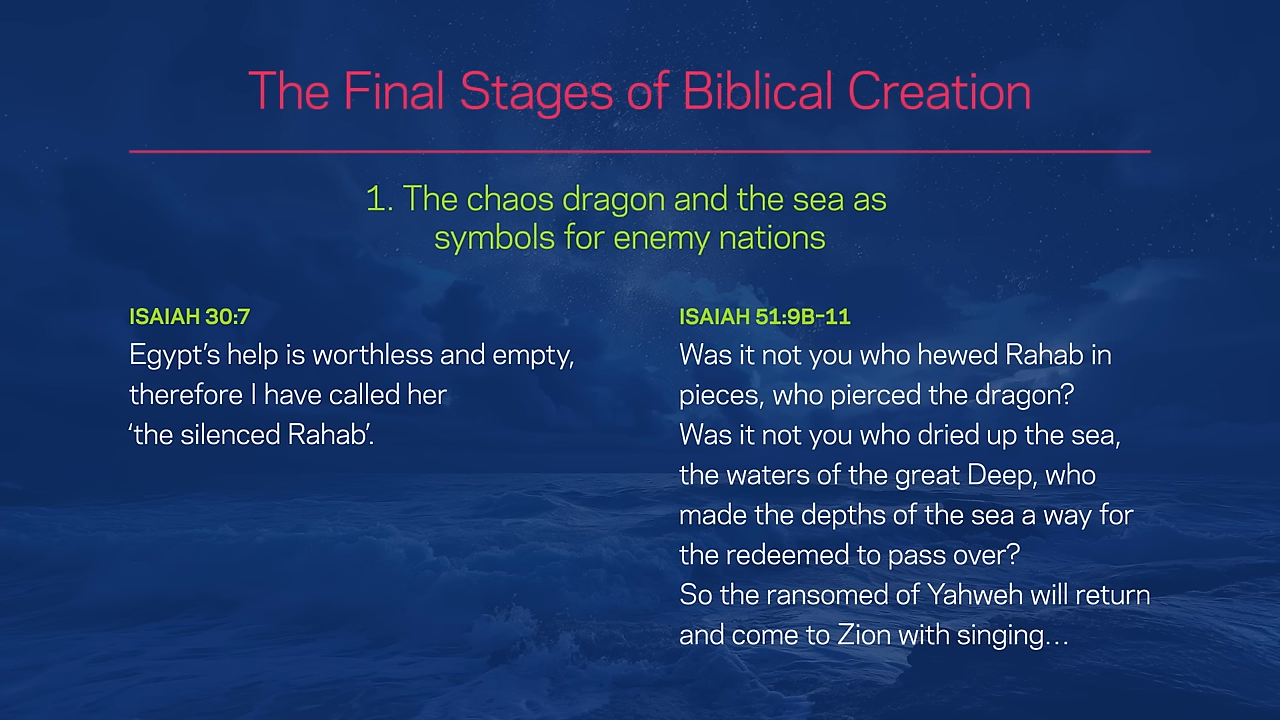 The Final Stages of Biblical Creation
1. The chaos dragon and the sea as
symbols for enemy nations
ISAIAH 30:7
Egypt’s help is worthless and empty,
therefore I have called her
‘the silenced Rahab’.
ISAIAH 51:9B–11
Was it not you who hewed Rahab in
pieces, who pierced the dragon?
Was it not you who dried up the sea,
the waters of the great Deep, who
made the depths of the sea a way for
the redeemed to pass over?
So the ransomed of Yahweh will return
and come to Zion with singing…